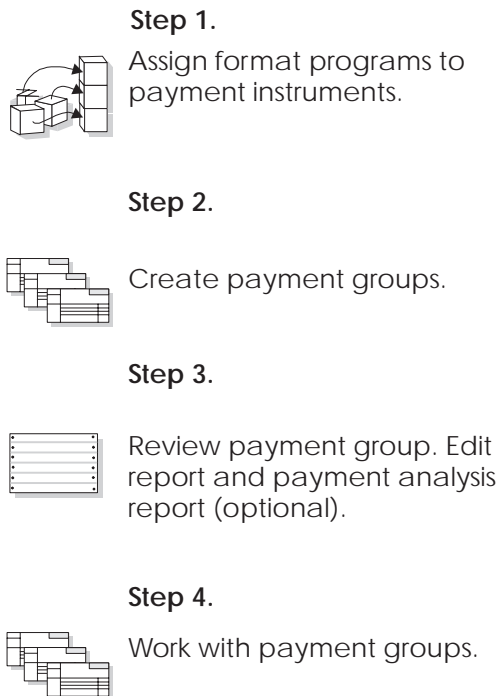 Step 1.
Assign format programs to
payment instruments.
Step 2.
Create payment groups.
Step 3.
Review payment group. Edit
report and payment analysis
report (optional).
Step 4.
Work with payment groups.